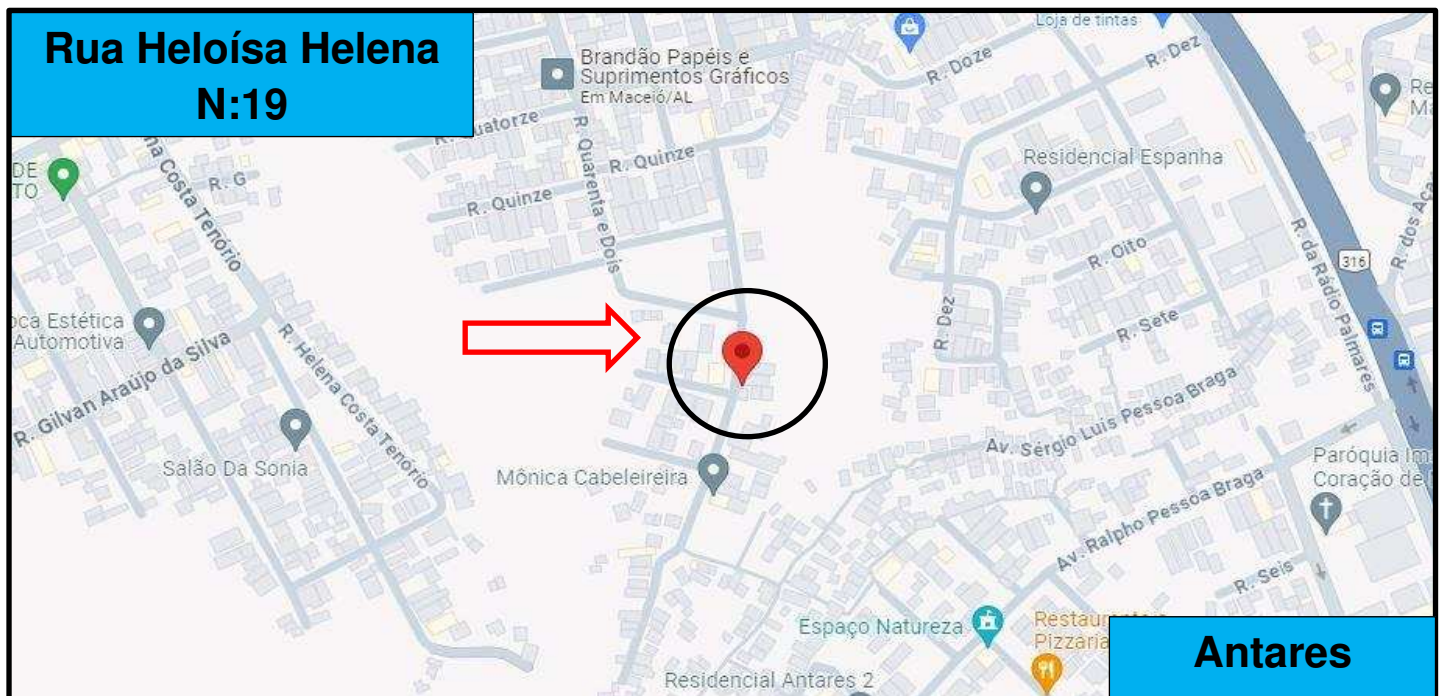 Rua Heloísa Helena
N:19
Loja de tintas
Brandão Papéis e
Suprimentos Gráficos
Em Maceió/AL
R. Doze
R. Dez
R. Quarenta e Dois
R. Quinze
R. Quinze
R. G
Costa Tenório
Residencial Espanha
R. Oito
R. Sete
R. Dez
R. da Rádio Palmares
316
R. dos
Estética
Automotiva
R. Gilvan Araújo da Silva
R. Helena Costa Tenório
Salão Da Sonia
Mônica Cabeleireira
Av. Sérgio Luis Pessoa Braga
Av. Ralpho Pessoa Braga
Paróquia
Coração de
R. Seis
Espaço Natureza
Pizzaria
Residencial Antares 2
Antares